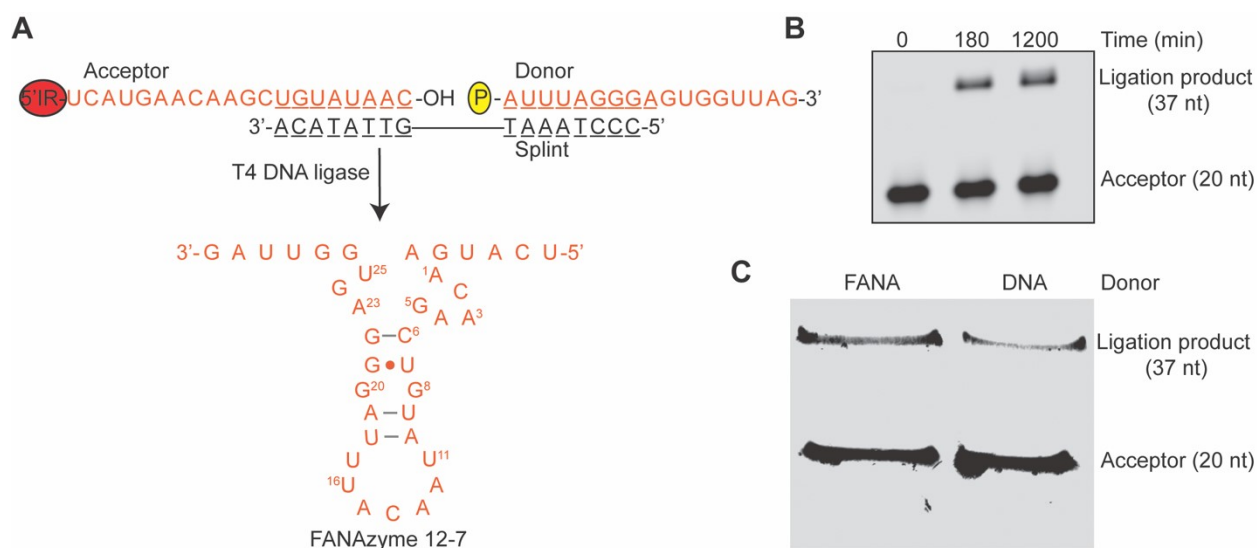 A
Acceptor
Donor
5'IR-UCAUGAACAAGCUGUAUAAC-OH P-AUUUAGGGAGUGGUUAG-3'
3'-ACATATTG TAAATCCC-5'
Splint
T4 DNA ligase
3'-G A U U G G A G U A C U-5'
U25 1A
G C
A23 5G A A3
G C6
G U
G20 G8
A U
U A
U U11
16U A
A C A
FANAzyme 12-7
B
0 180 1200 Time (min)
Ligation product
(37 nt)
Acceptor (20 nt)
C
FANA DNA Donor
Ligation product
(37 nt)
Acceptor (20 nt)